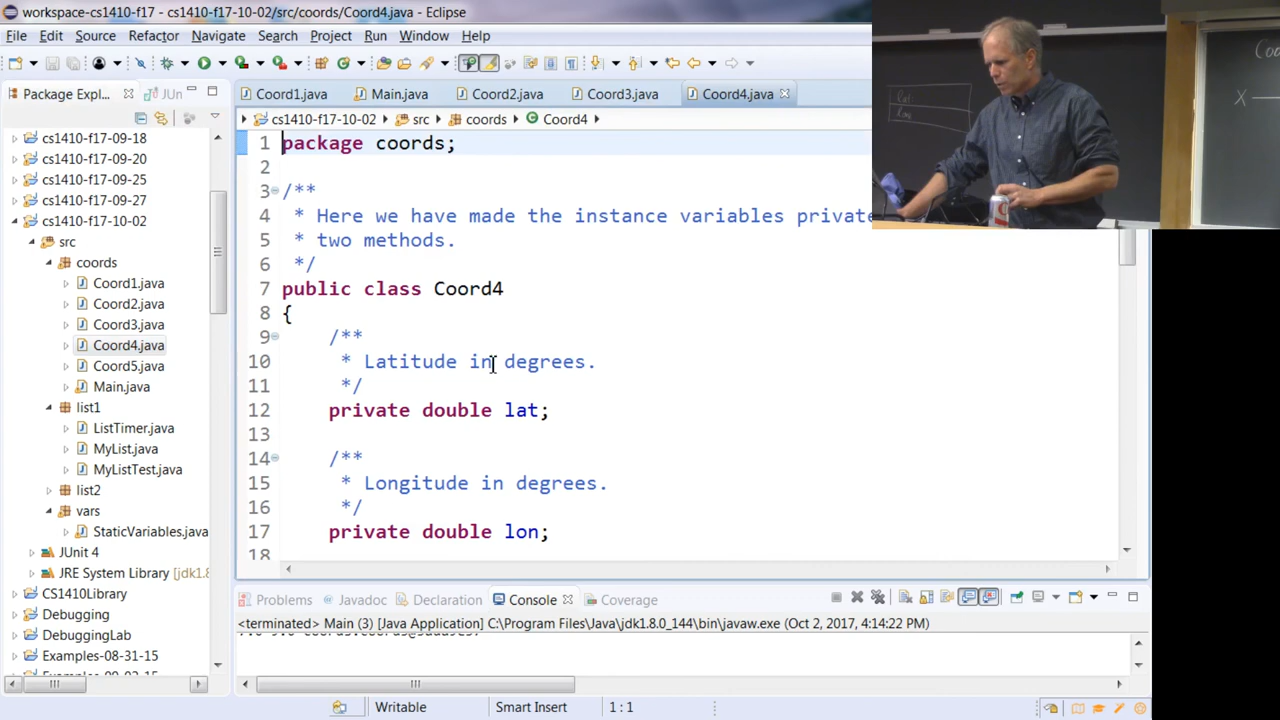 workspace-cs1410-f17 - cs1410-f17-10-02/src/coords/Coord4.java - Eclipse
File Edit Source Refactor Navigate Search Project Run Window Help
Package Expl...
JUn
cs1410-f17-09-18
cs1410-f17-09-20
cs1410-f17-09-25
cs1410-f17-09-27
cs1410-f17-10-02
src
coords
Coord1.java
Coord2.java
Coord3.java
Coord4.java
Coord5.java
Main.java
list1
ListTimer.java
MyList.java
MyListTest.java
list2
vars
StaticVariables.java
JUnit 4
JRE System Library [jdk1.8
CS1410Library
Debugging
DebuggingLab
Examples-08-31-15
Coord1.java Main.java Coord2.java Coord3.java Coord4.java
cs1410-f17-10-02 src coords Coord4
1 package coords;
2
3 /**
4 * Here we have made the instance variables private
5 * two methods.
6 */
7 public class Coord4
8 {
9 /**
10 * Latitude in degrees.
11 */
12 private double lat;
13
14 /**
15 * Longitude in degrees.
16 */
17 private double lon;
18
Problems Javadoc Declaration Console Coverage
<terminated> Main (3) [Java Application] C:\Program Files\Java\jdk1.8.0_144\bin\javaw.exe (Oct 2, 2017, 4:14:22 PM)
Writable Smart Insert 1 : 1
lat:
X